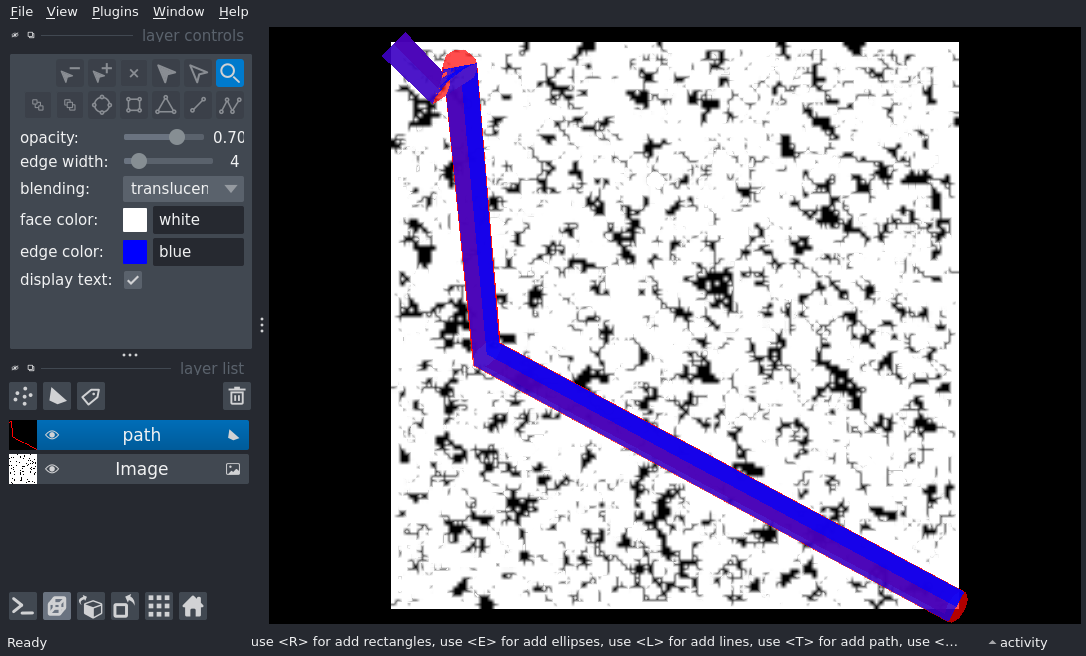 File View Plugins Window Help
layer controls
opacity: 0.70
edge width: 4
blending: translucen
face color: white
edge color: blue
display text:
layer list
path
Image
Ready use <R> for add rectangles, use <E> for add ellipses, use <L> for add lines, use <T> for add path, use <... activity